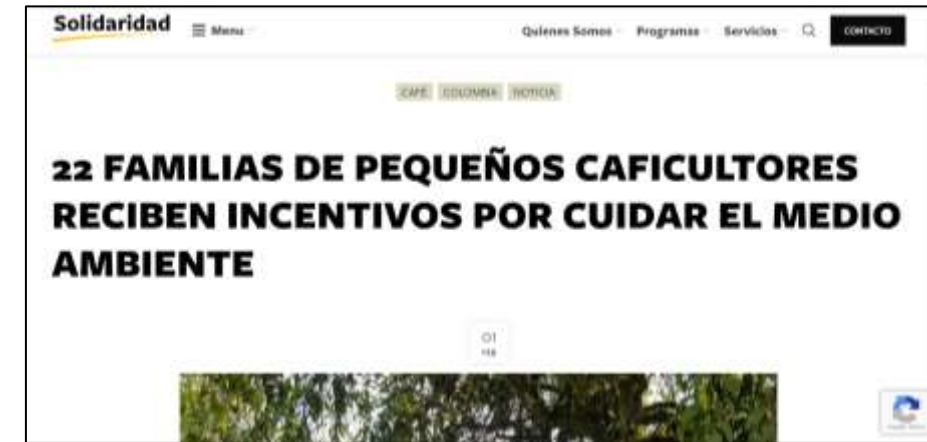 Solidaridad
Menu
Quienes Somos Programas Servicios CONTACTO
CAFÉ COLOMBIA NOTICIA
22 FAMILIAS DE PEQUEÑOS CAFICULTORES
RECIBEN INCENTIVOS POR CUIDAR EL MEDIO
AMBIENTE
01